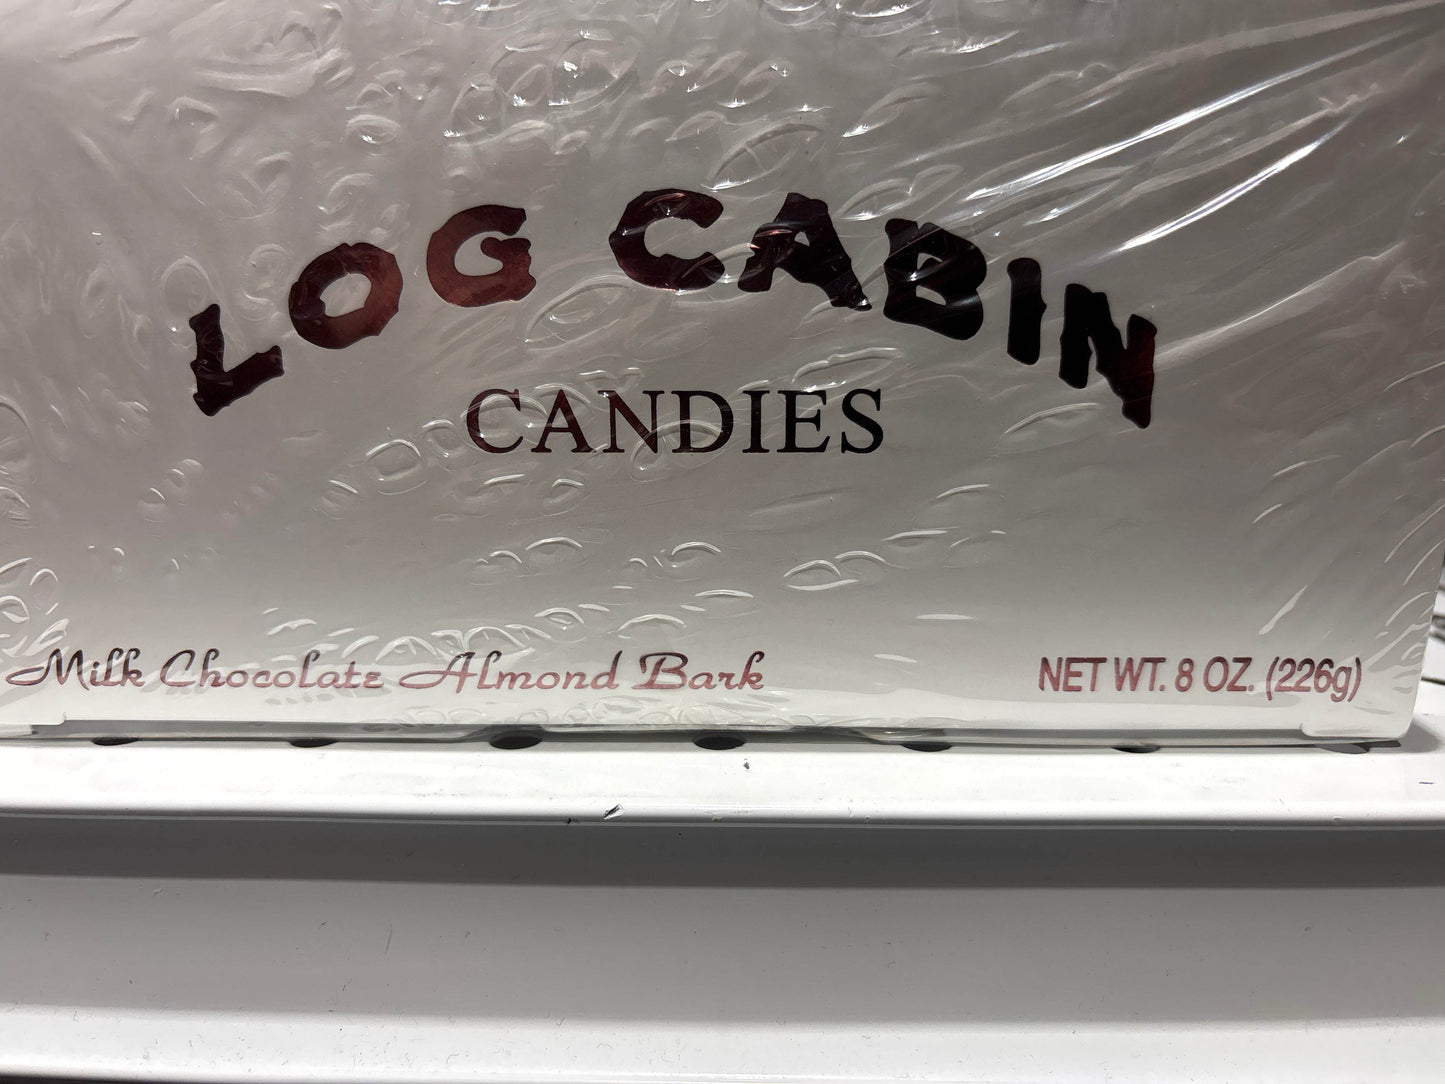 LOG CABIN
CANDIES
Milk Chocolate Almond Bark
NET WT. 8 OZ. (226g)